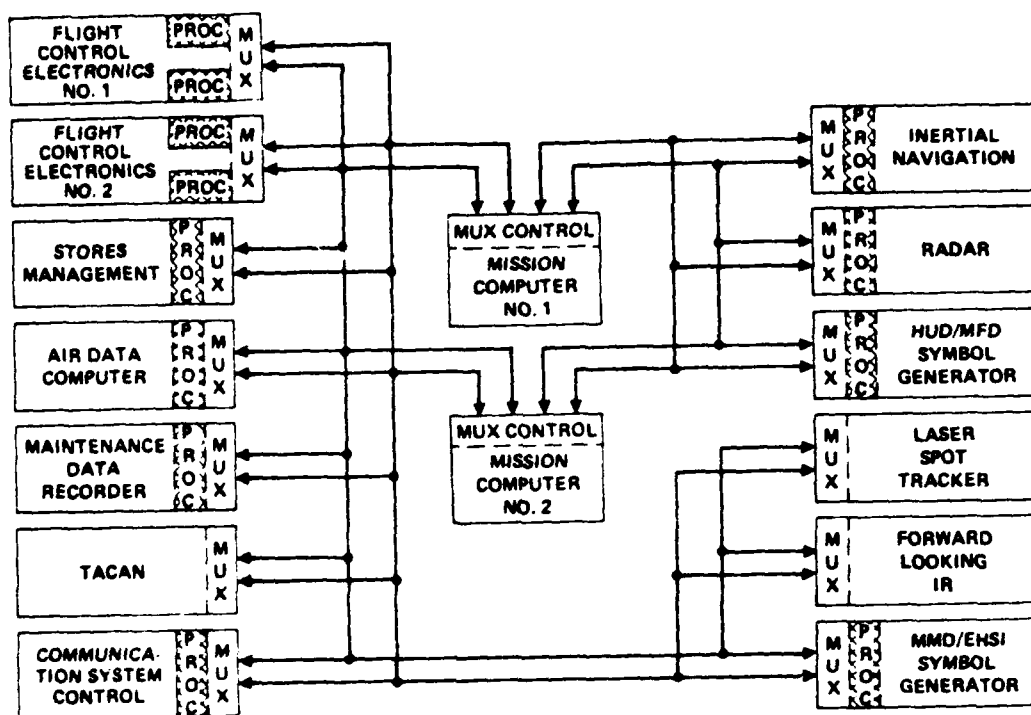 FLIGHT
CONTROL
ELECTRONICS
NO. 1
PROC
PROC
MUX
FLIGHT
CONTROL
ELECTRONICS
NO. 2
PROC
PROC
MUX
STORES
MANAGEMENT
PROC
MUX
AIR DATA
COMPUTER
PROC
MUX
MAINTENANCE
DATA
RECORDER
PROC
MUX
TACAN
MUX
COMMUNICA-
TION SYSTEM
CONTROL
PROC
MUX
MUX CONTROL
MISSION
COMPUTER
NO. 1
MUX CONTROL
MISSION
COMPUTER
NO. 2
MUX
PROC
INERTIAL
NAVIGATION
MUX
PROC
RADAR
MUX
PROC
HUD/MFD
SYMBOL
GENERATOR
MUX
LASER
SPOT
TRACKER
MUX
FORWARD
LOOKING
IR
MUX
PROC
MMD/EHSI
SYMBOL
GENERATOR